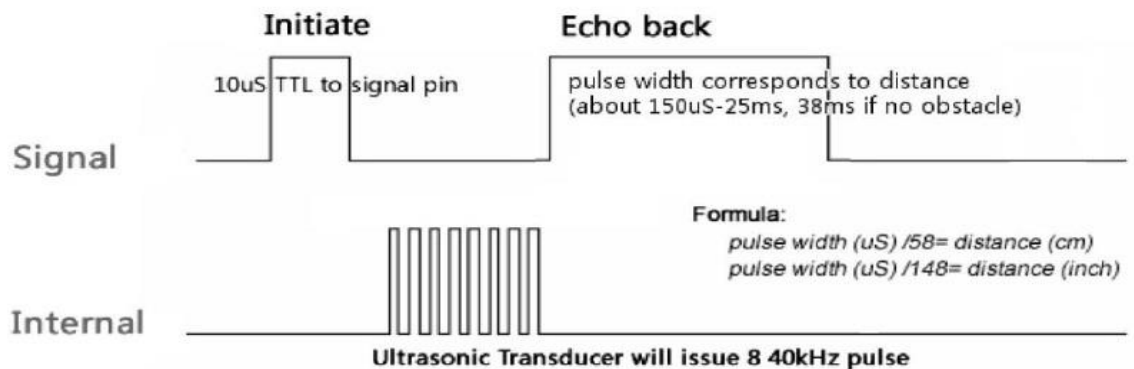 Initiate
Echo back
10uS TTL to signal pin
pulse width corresponds to distance
(about 150uS-25ms, 38ms if no obstacle)
Signal
Formula:
pulse width (uS) /58= distance (cm)
pulse width (uS) /148= distance (inch)
Internal
Ultrasonic Transducer will issue 8 40kHz pulse